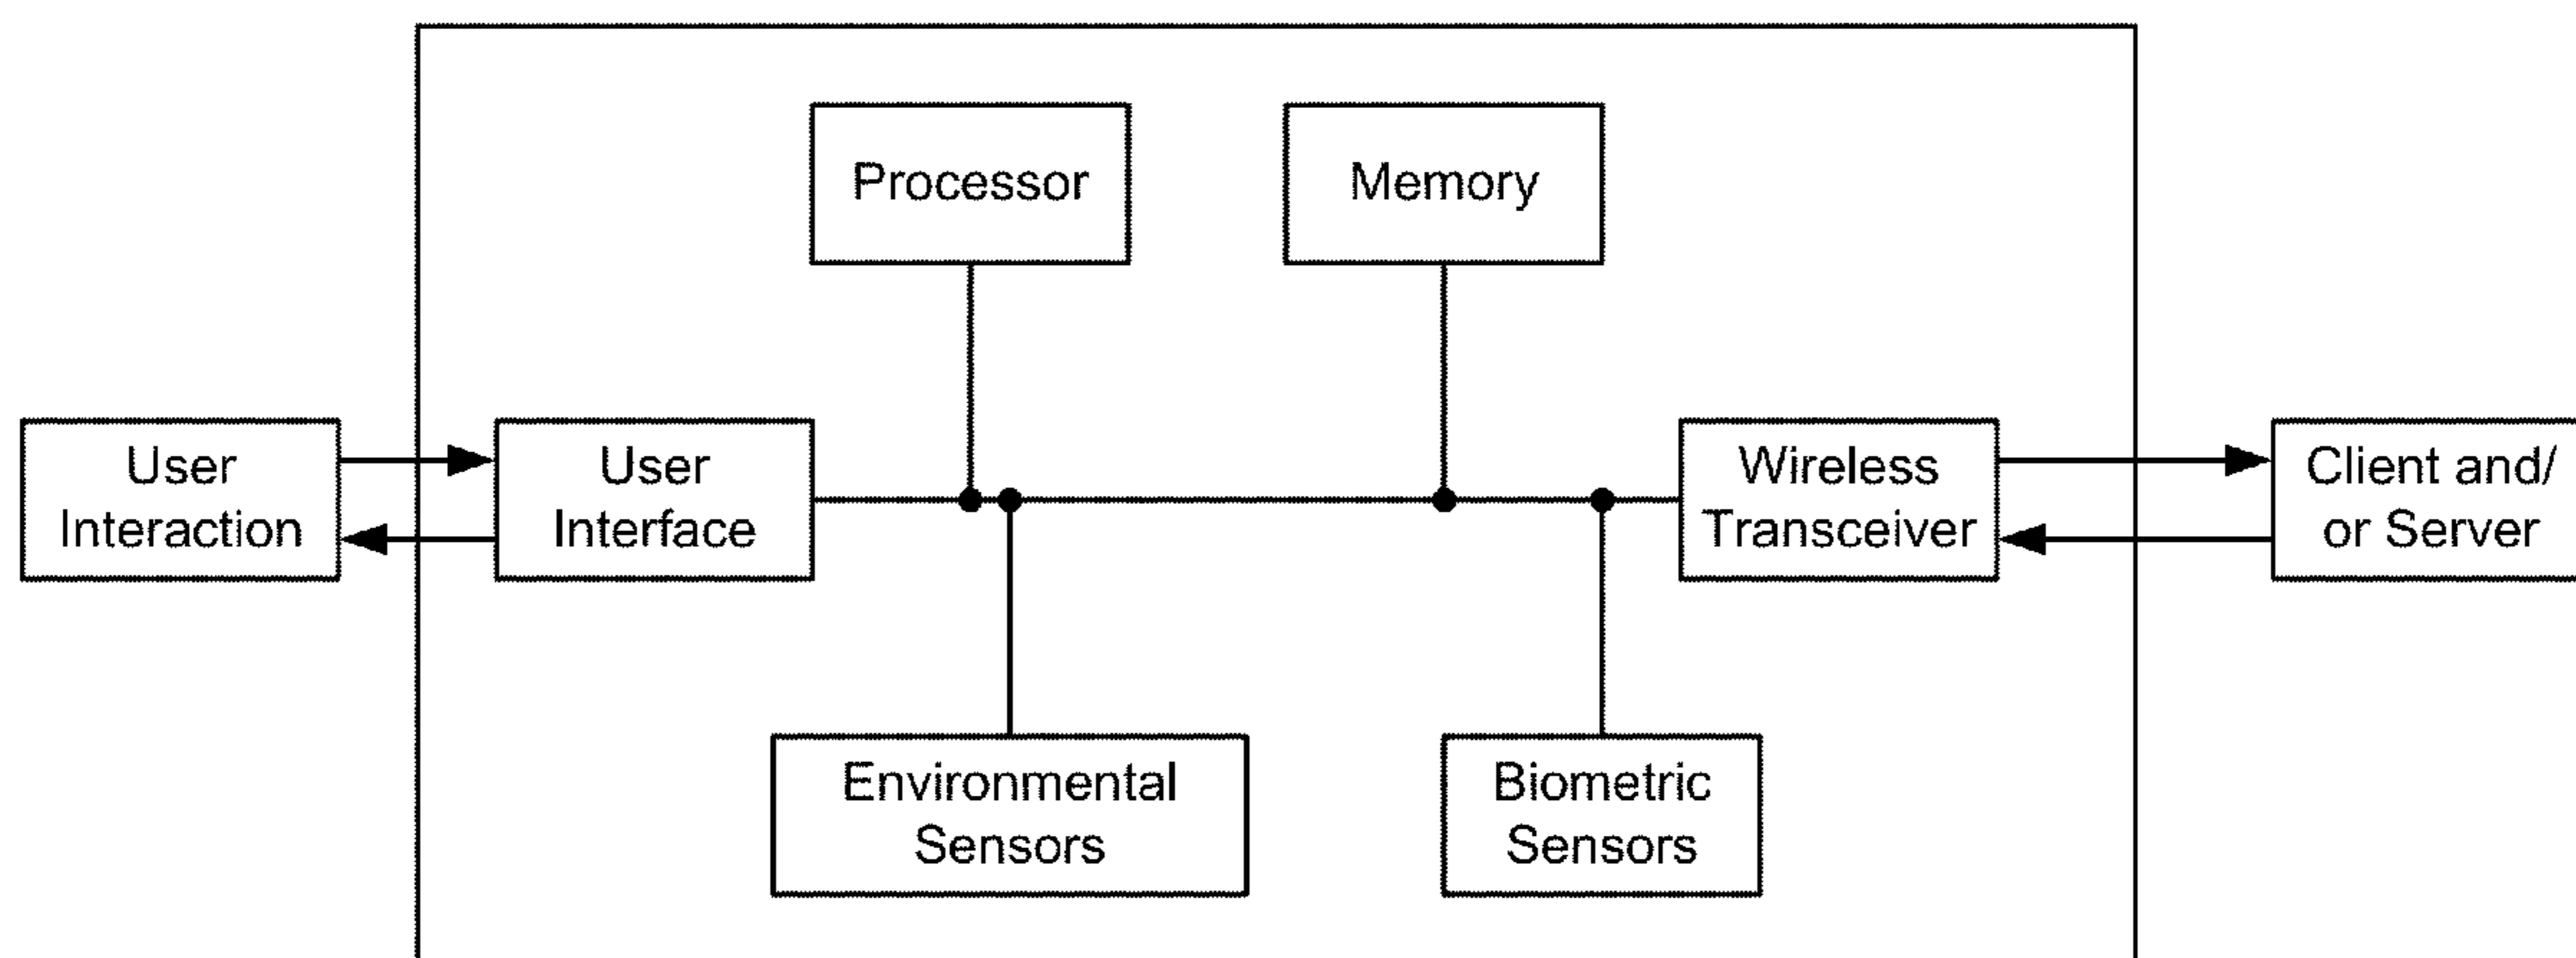 Processor
Memory
User
Interaction
User
Interface
Wireless
Transceiver
Client and/
or Server
Environmental
Sensors
Biometric
Sensors